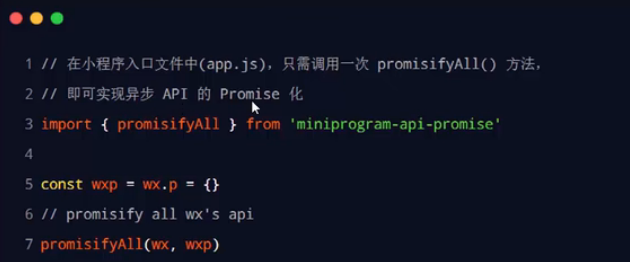 1 // 在小程序入口文件中(app.js)，只需调用一次 promisifyAll() 方法，
2 // 即可实现异步 API 的 Promise 化
3 import { promisifyAll } from 'miniprogram-api-promise'
4
5 const wxp = wx.p = {}
6 // promisify all wx's api
7 promisifyAll(wx, wxp)